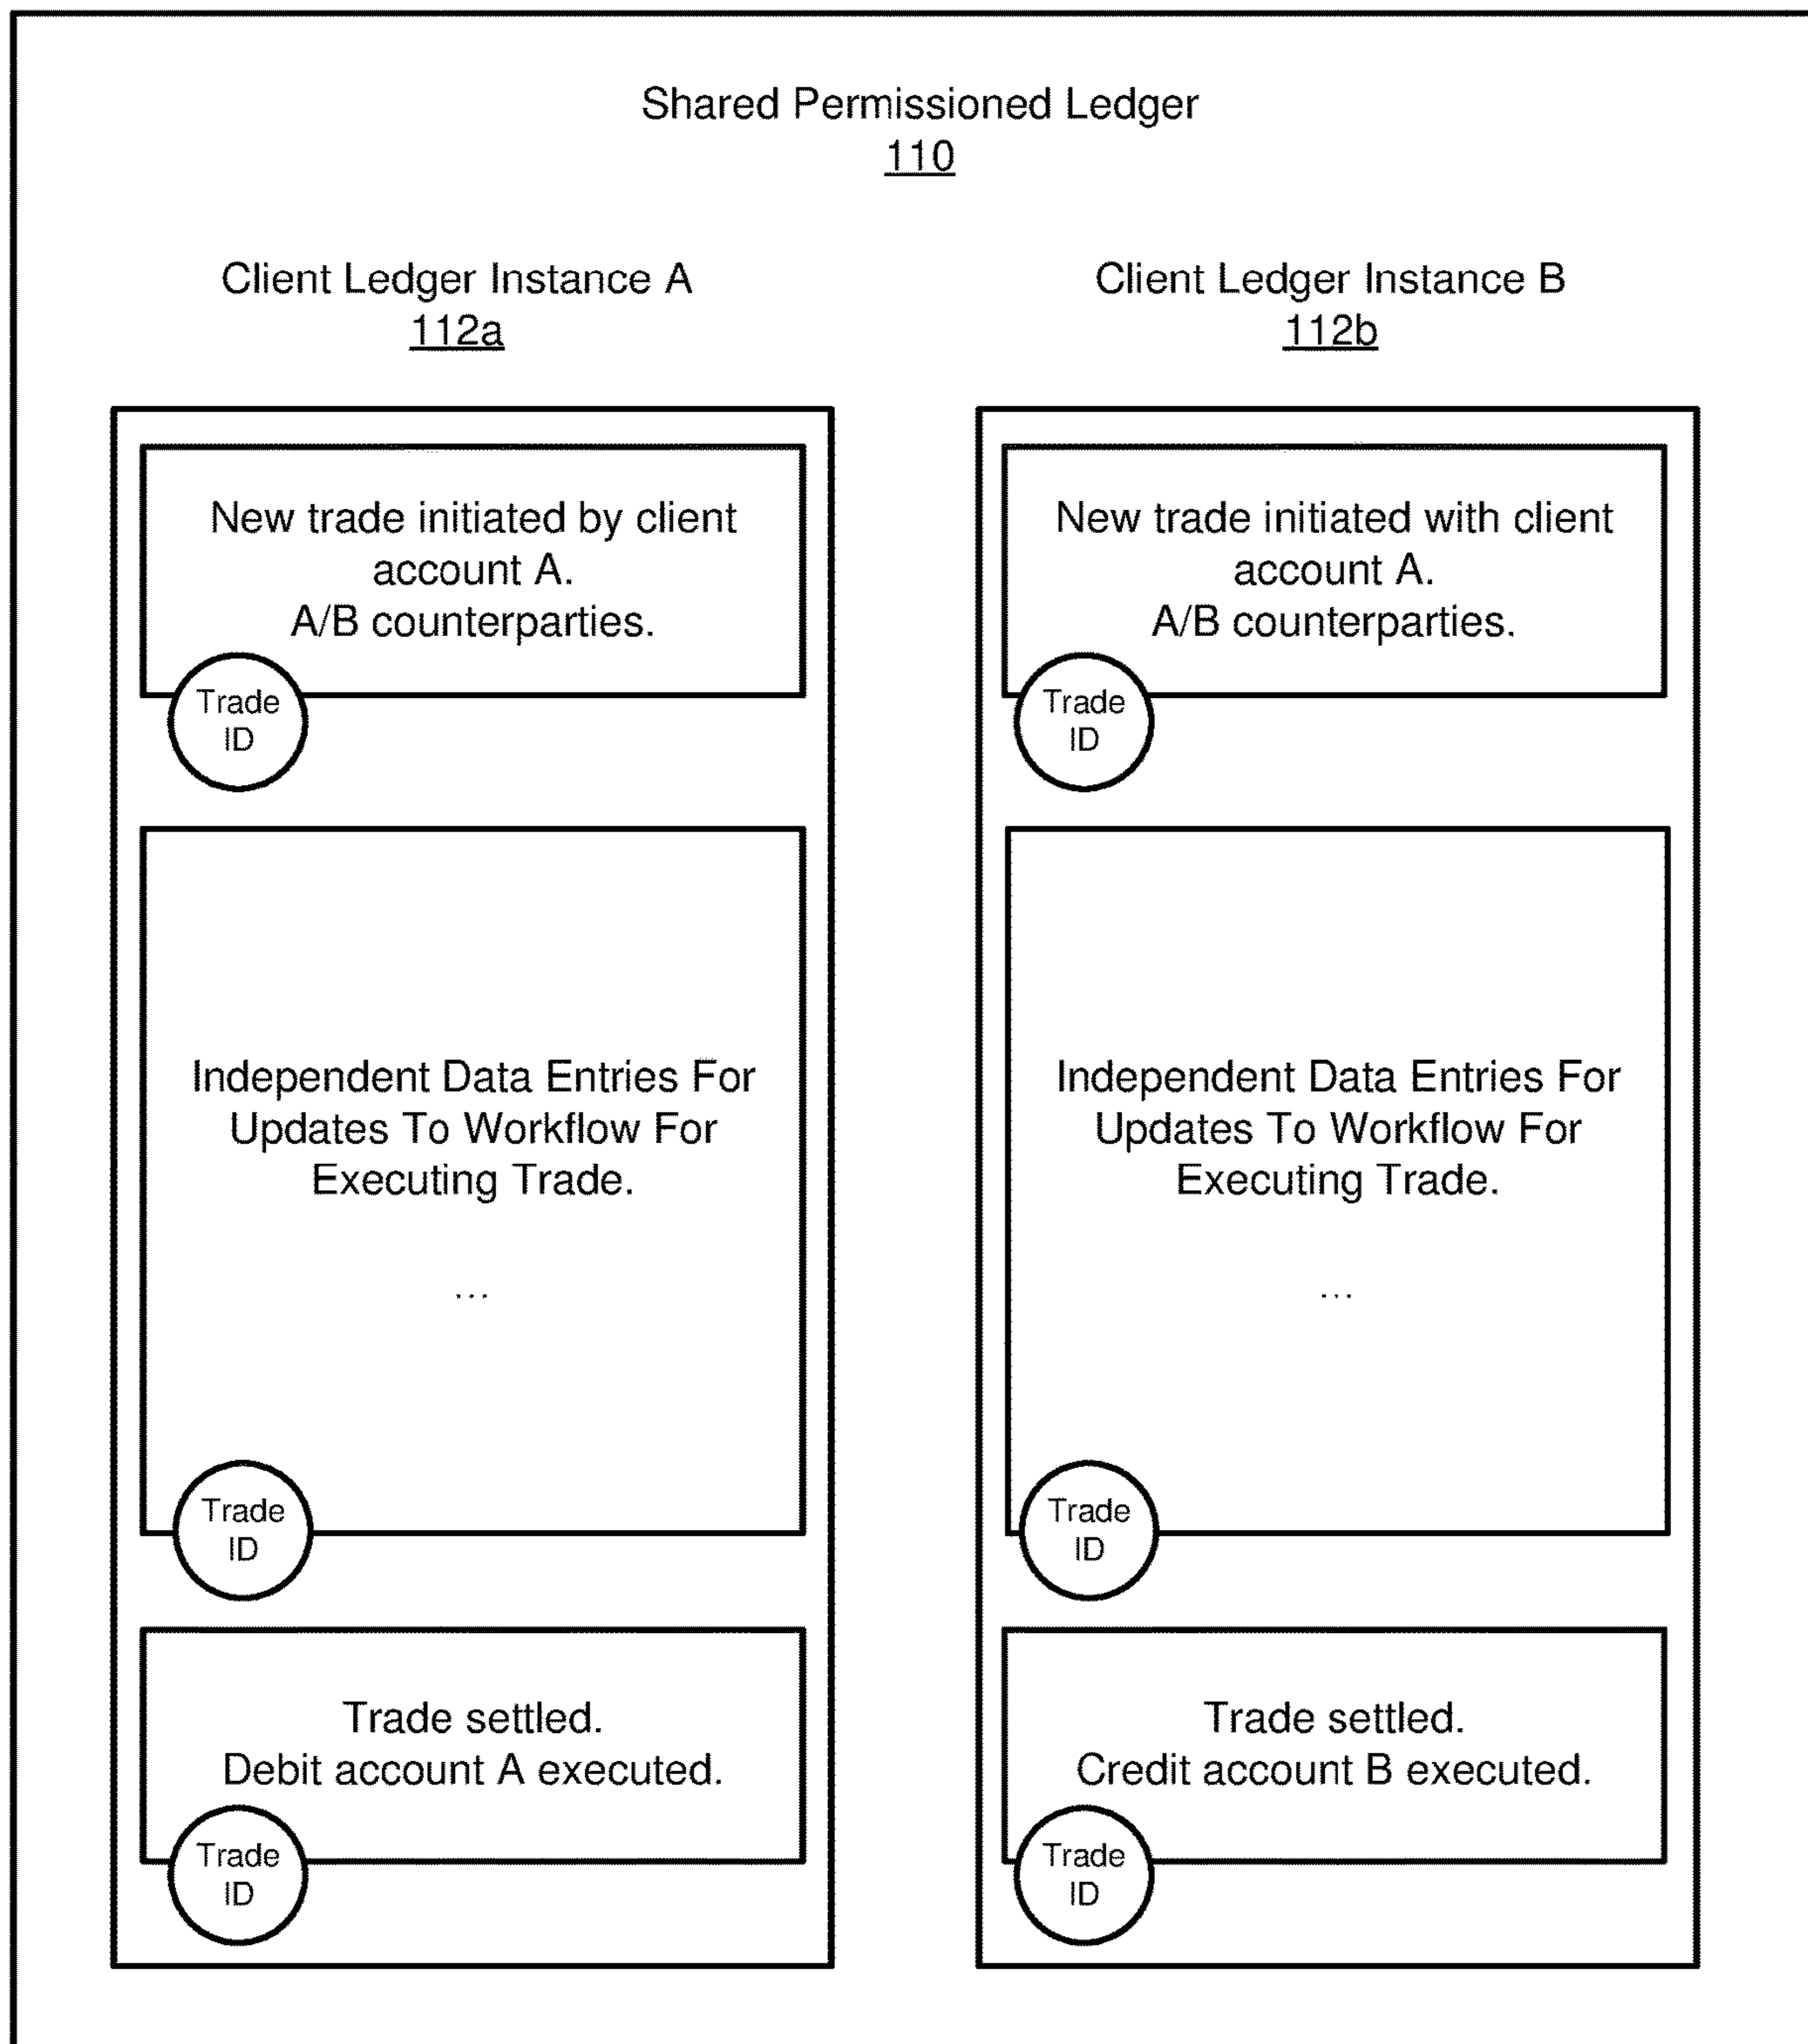 Shared Permissioned Ledger
110
Client Ledger Instance A
112a
New trade initiated by client
account A.
A/B counterparties.
Trade
ID
Independent Data Entries For
Updates To Workflow For
Executing Trade.
...
Trade
ID
Trade settled.
Debit account A executed.
Trade
ID
Client Ledger Instance B
112b
New trade initiated with client
account A.
A/B counterparties.
Trade
ID
Independent Data Entries For
Updates To Workflow For
Executing Trade.
...
Trade
ID
Trade settled.
Credit account B executed.
Trade
ID